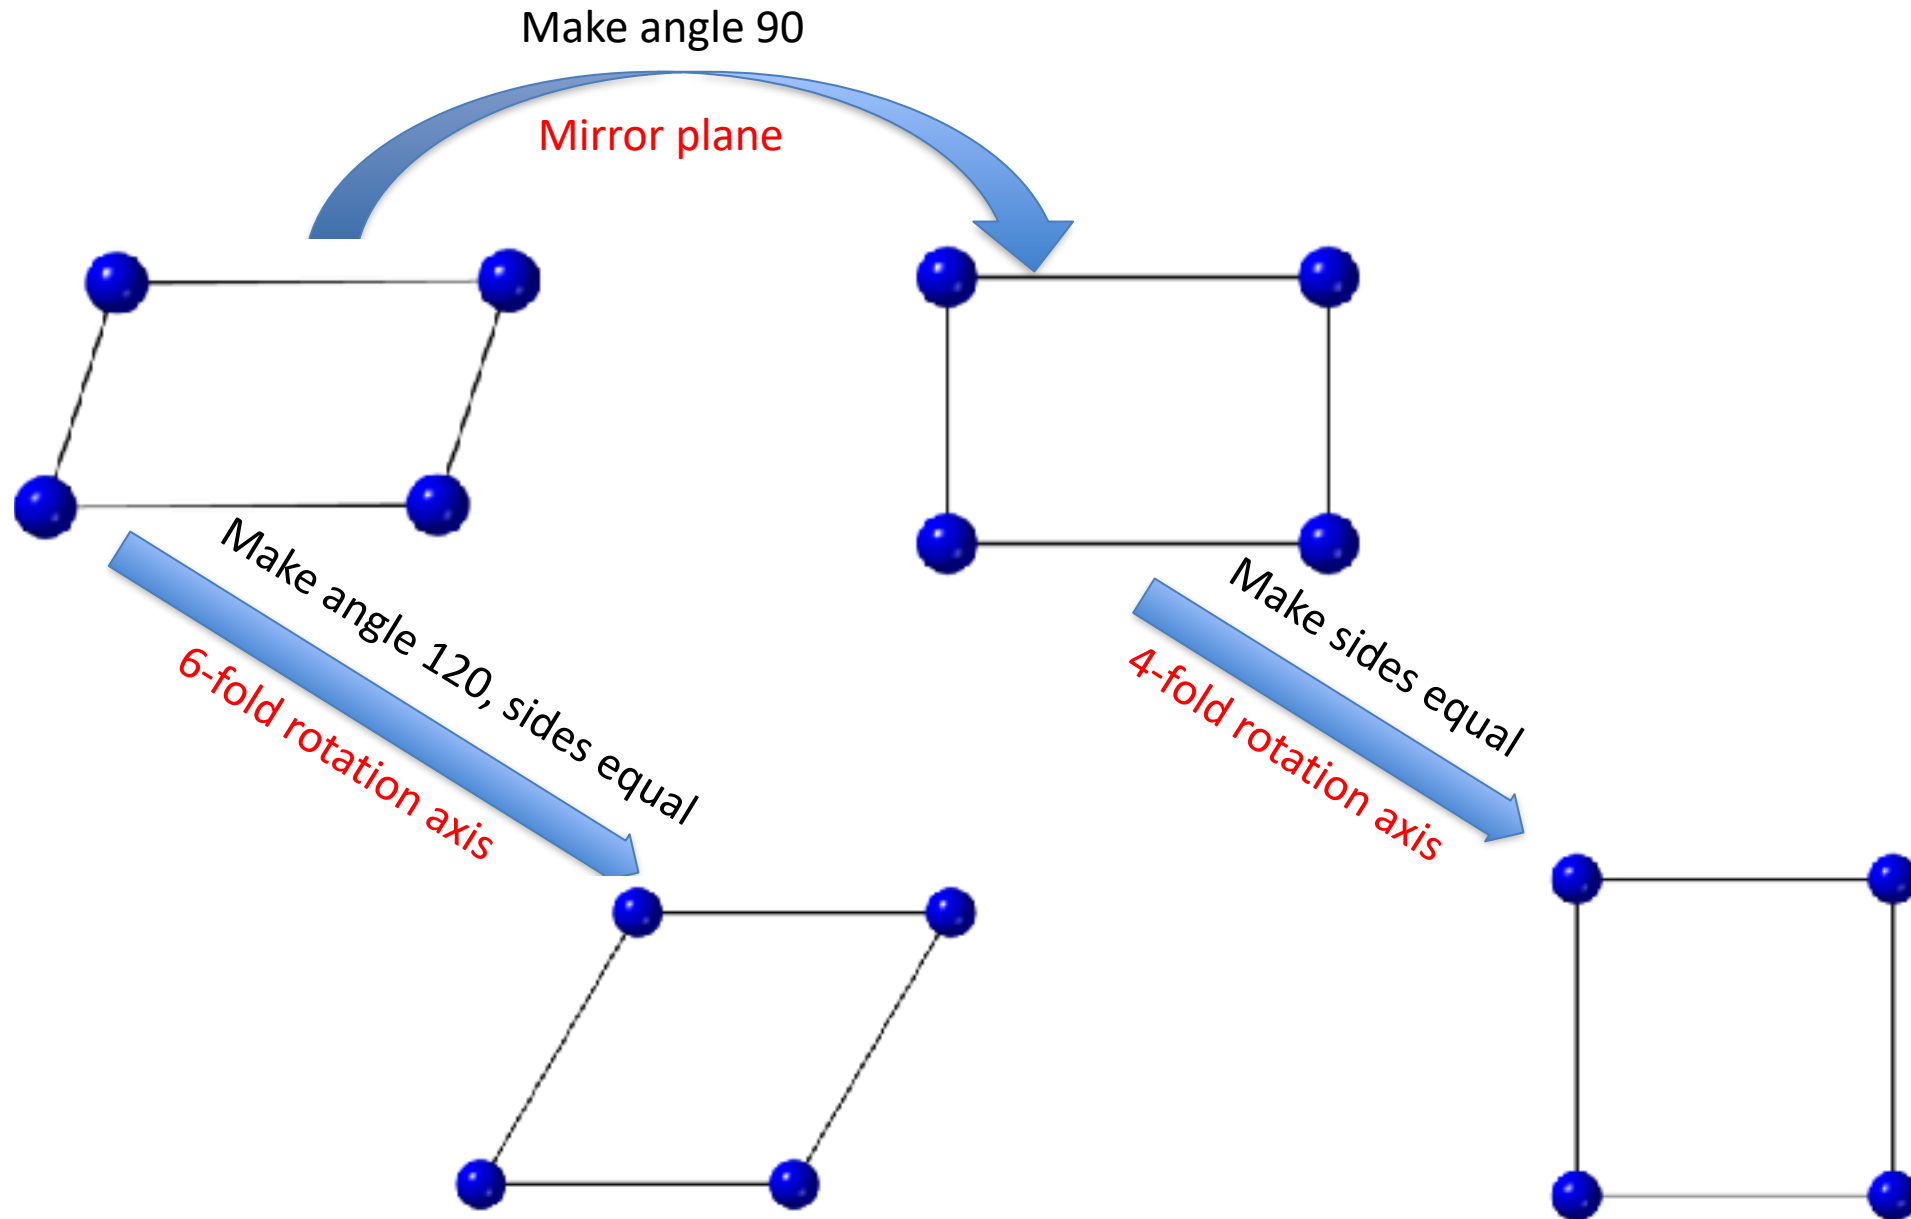 Make angle 90
Mirror plane
Make angle 120, sides equal
6-fold rotation axis
Make sides equal
4-fold rotation axis